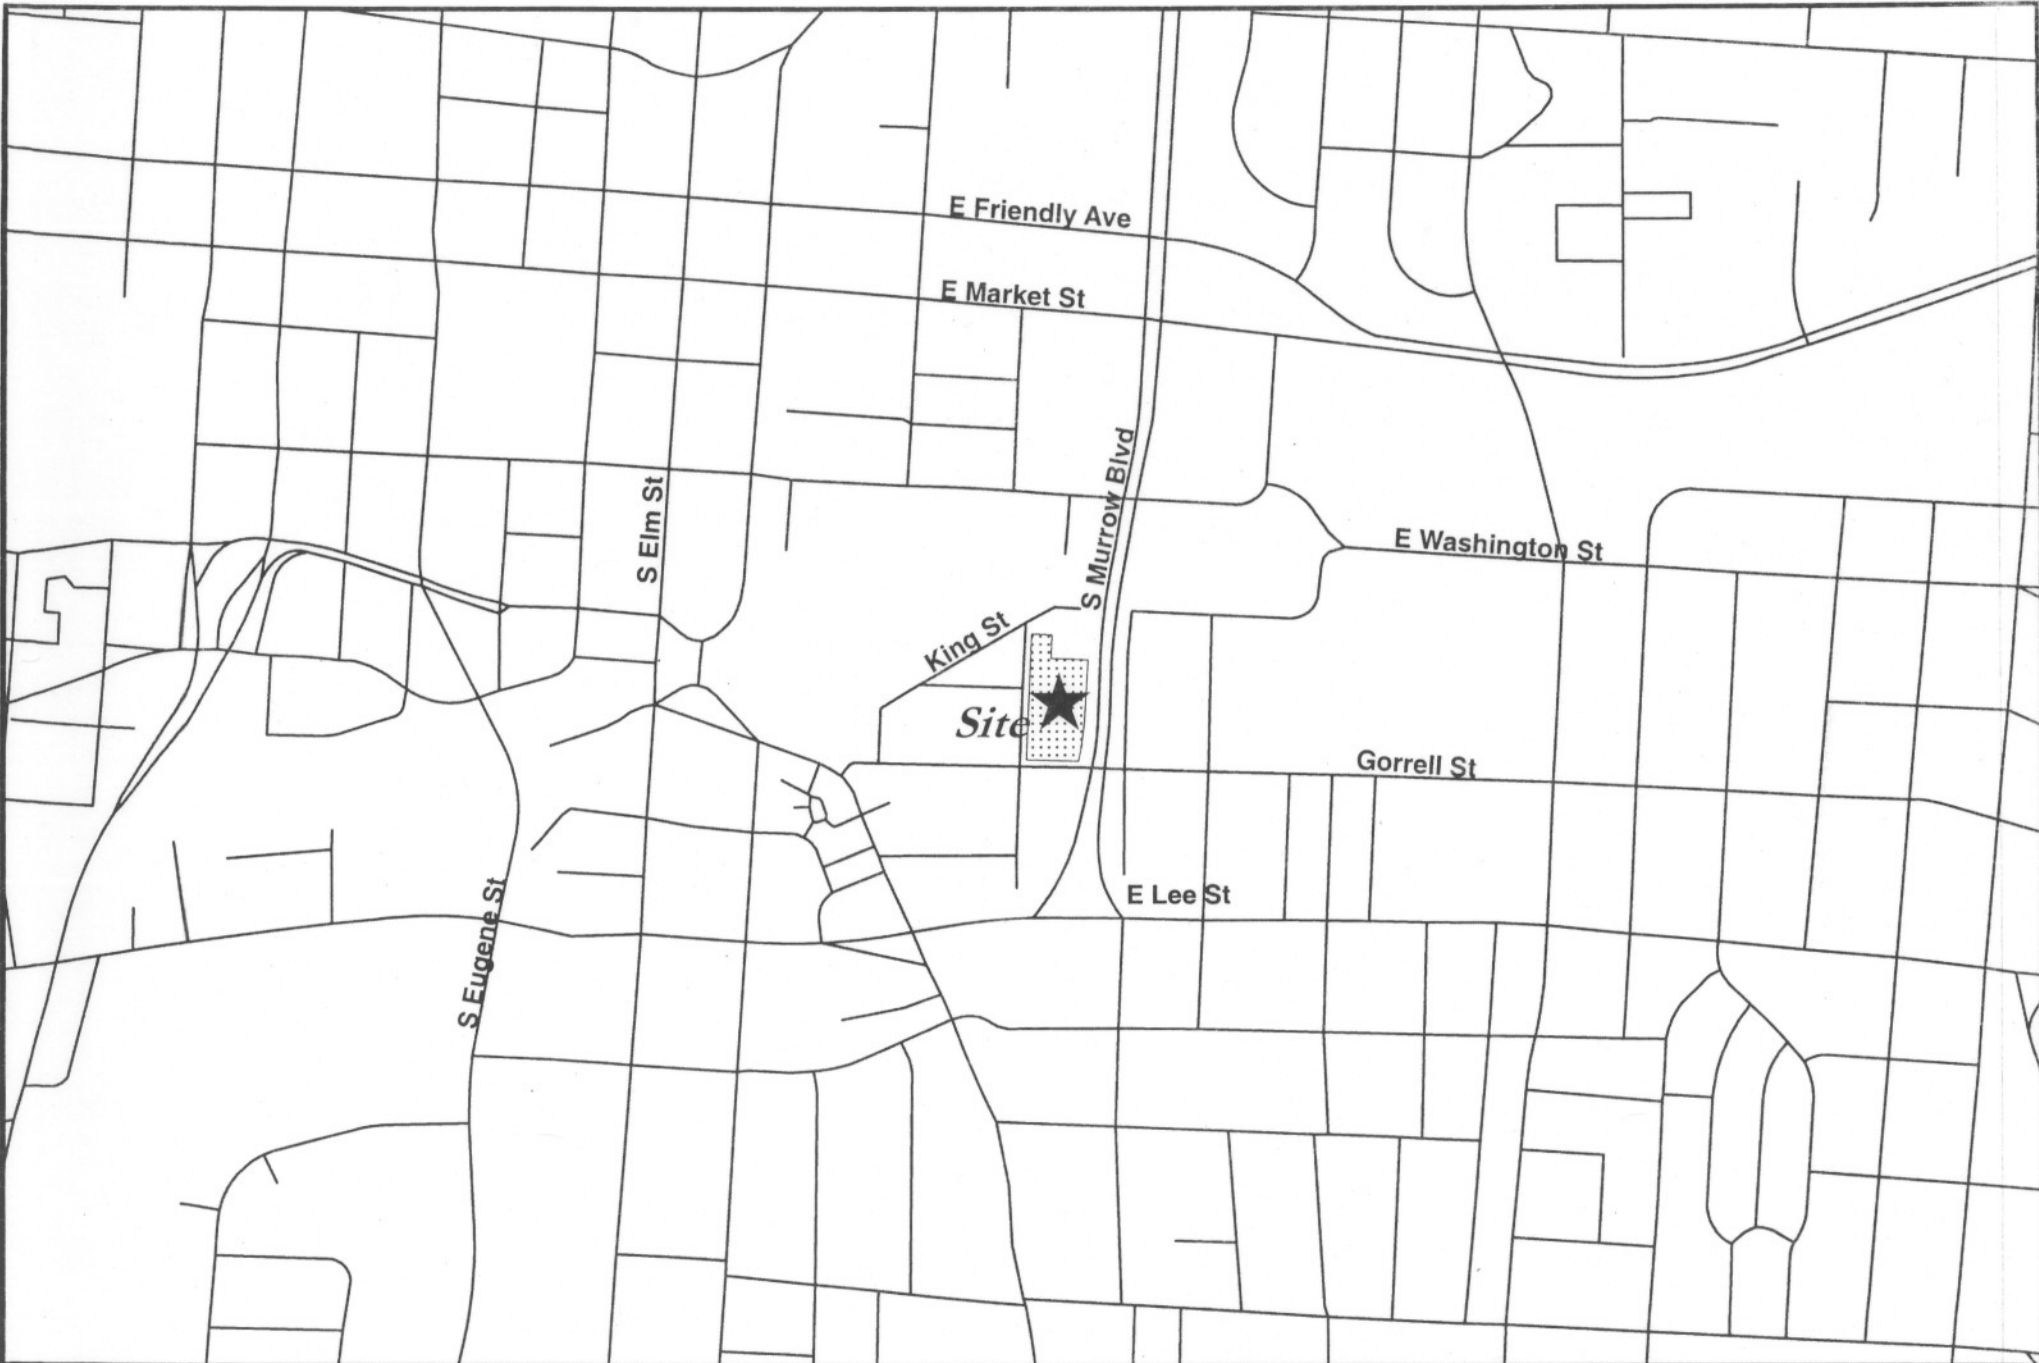 E Friendly Ave
E Market St
S Murrow Blvd
S Elm St
E Washington St
King St
Site
Gorrell St
E Lee St
S Eugene St